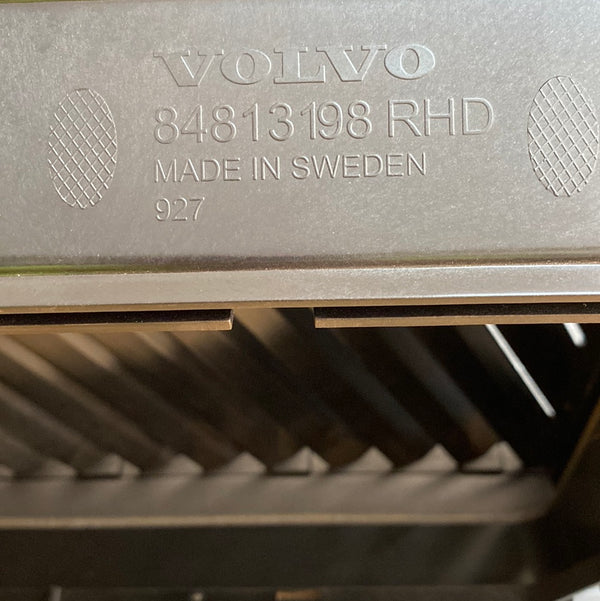 VOLVO
84813198 RHD
MADE IN SWEDEN
927